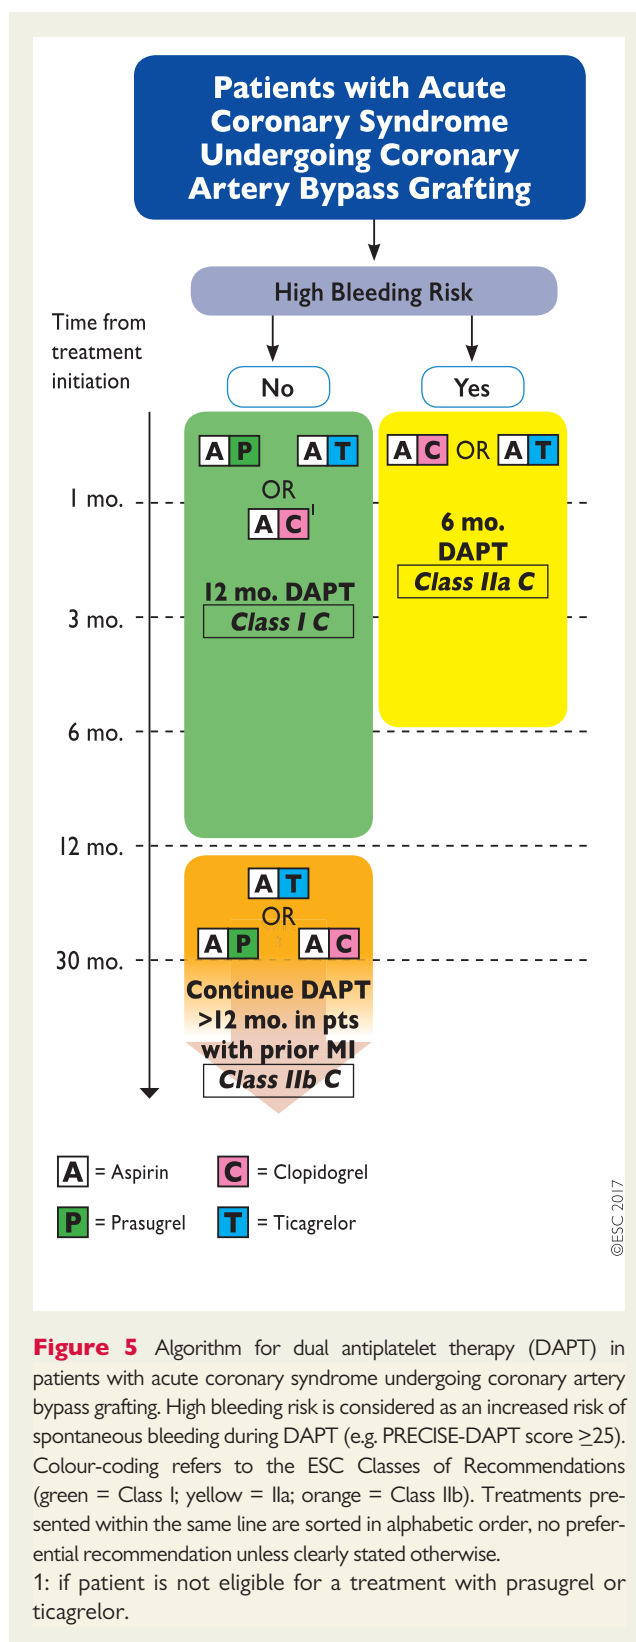 Patients with Acute
Coronary Syndrome
Undergoing Coronary
Artery Bypass Grafting
High Bleeding Risk
Time from
treatment
initiation
No
Yes
A P A T
A C OR A T
OR
1 mo.
A C 1
6 mo.
DAPT
Class IIa C
12 mo. DAPT
Class I C
3 mo.
6 mo.
12 mo.
A T
OR
A P A C
30 mo.
Continue DAPT
>12 mo. in pts
with prior MI
Class IIb C
A = Aspirin
C = Clopidogrel
P = Prasugrel
T = Ticagrelor
©ESC 2017
Figure 5 Algorithm for dual antiplatelet therapy (DAPT) in
patients with acute coronary syndrome undergoing coronary artery
bypass grafting. High bleeding risk is considered as an increased risk of
spontaneous bleeding during DAPT (e.g. PRECISE-DAPT score ≥25).
Colour-coding refers to the ESC Classes of Recommendations
(green = Class I; yellow = IIa; orange = Class IIb). Treatments pre-
sented within the same line are sorted in alphabetic order, no prefer-
ential recommendation unless clearly stated otherwise.
1: if patient is not eligible for a treatment with prasugrel or
ticagrelor.